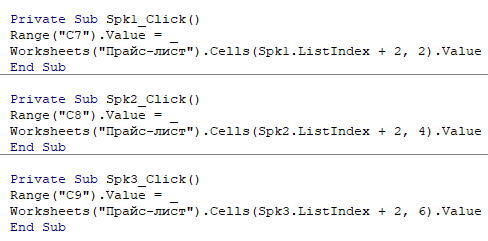 Private Sub Spk1_Click()
Range("C7").Value = _
Worksheets("Прайс-лист").Cells(Spk1.ListIndex + 2, 2).Value
End Sub
Private Sub Spk2_Click()
Range("C8").Value = _
Worksheets("Прайс-лист").Cells(Spk2.ListIndex + 2, 4).Value
End Sub
Private Sub Spk3_Click()
Range("C9").Value = _
Worksheets("Прайс-лист").Cells(Spk3.ListIndex + 2, 6).Value
End Sub